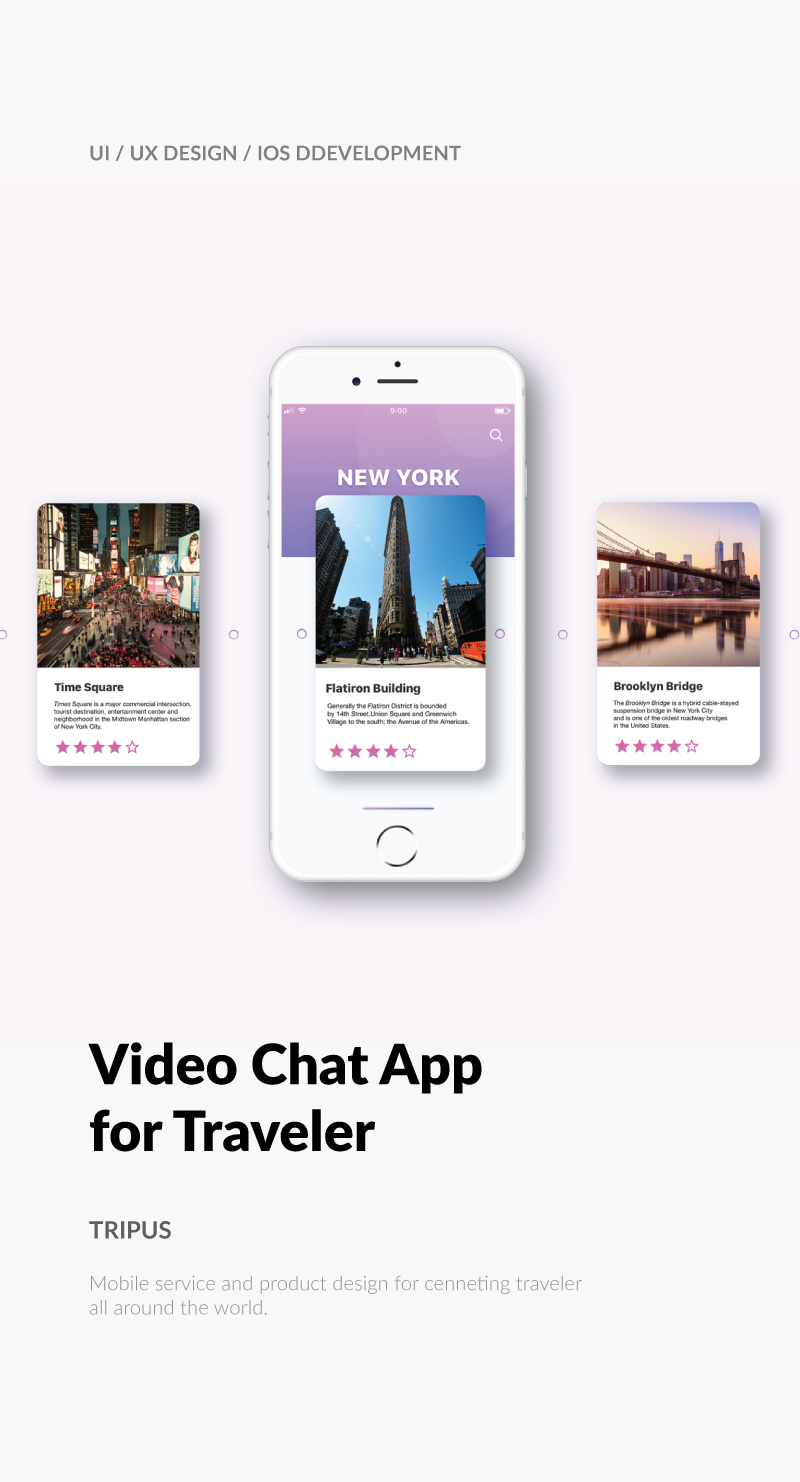 UI / UX DESIGN / IOS DDEVELOPMENT
9:00
NEW YORK
Time Square
Times Square is a major commercial intersection,
tourist destination, entertainment center and
neighborhood in the Midtown Manhattan section
of New York City.
Flatiron Building
Generally the Flatiron District is bounded
by 14th Street,Union Square and Greenwich
Village to the south; the Avenue of the Americas.
Brooklyn Bridge
The Brooklyn Bridge is a hybrid cable-stayed
suspension bridge in New York City
and is one of the oldest roadway bridges
in the United States.
Video Chat App
for Traveler
TRIPUS
Mobile service and product design for cenneting traveler
all around the world.